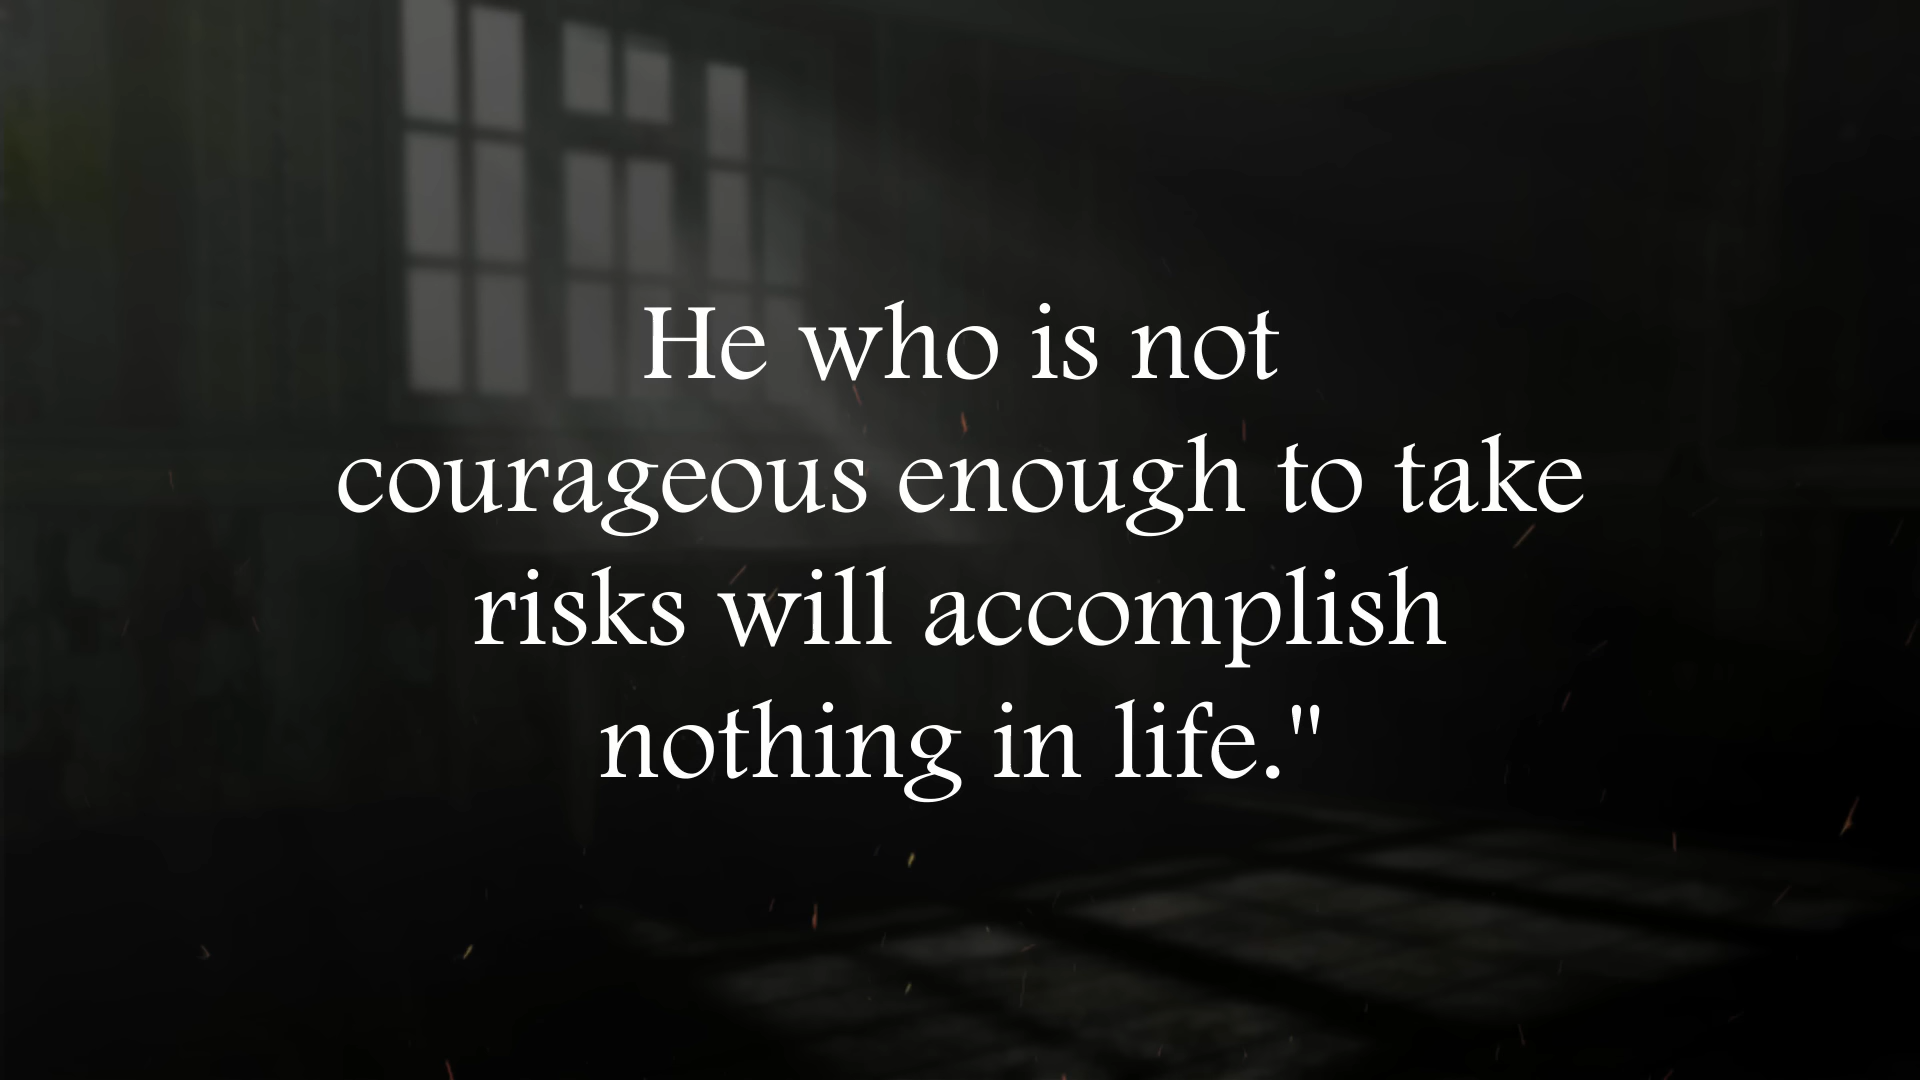 He who is not
courageous enough to take
risks will accomplish
nothing in life."